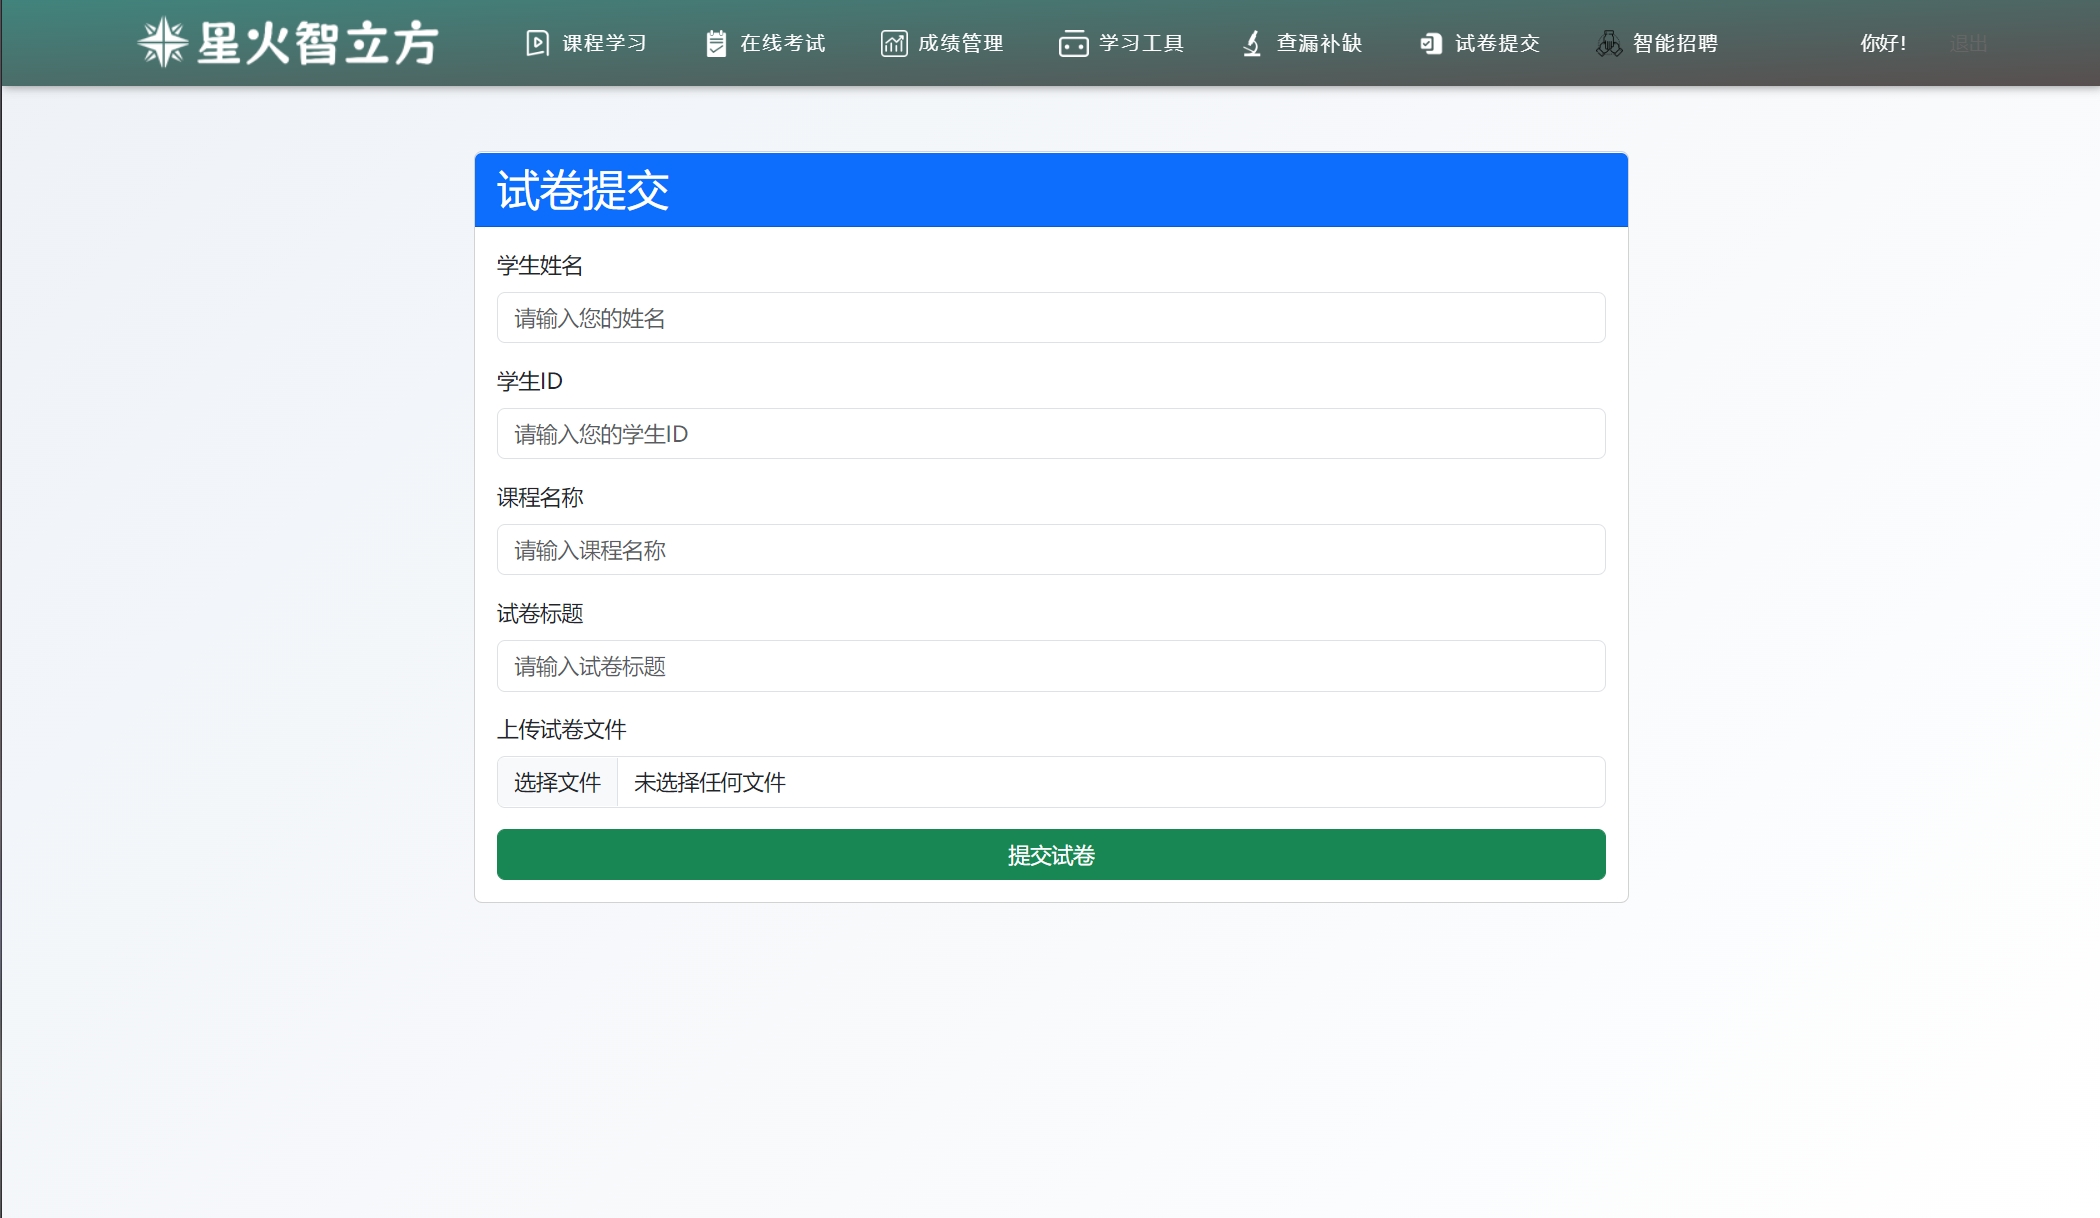 星火智立方
课程学习
在线考试
成绩管理
学习工具
查漏补缺
试卷提交
智能招聘
你好!
退出
试卷提交
学生姓名
请输入您的姓名
学生ID
请输入您的学生ID
课程名称
请输入课程名称
试卷标题
请输入试卷标题
上传试卷文件
选择文件 未选择任何文件
提交试卷